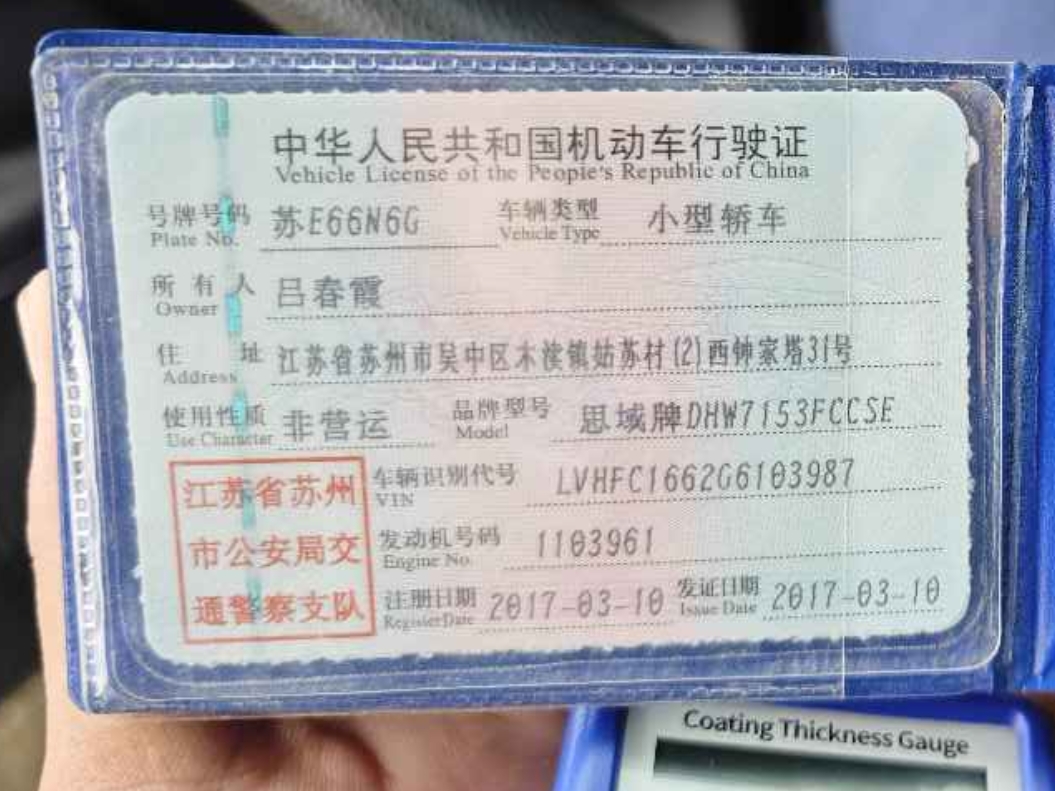 中华人民共和国机动车行驶证
Vehicle License of the People's Republic of China
号牌号码 苏E66N6G 车辆类型 小型轿车
Plate No. Vehicle Type
所有人 吕春霞
Owner
住址 江苏省苏州市吴中区木渎镇姑苏村(2)西钟家塔31号
Address
使用性质 非营运 品牌型号 思域牌DHW7153FCCSE
Use Character Model
江苏省苏州
市公安局交
通警察支队
车辆识别代号 LVHFC1662G6103987
VIN
发动机号码 1103961
Engine No.
注册日期 2017-03-10 发证日期 2017-03-10
Register Date Issue Date
Coating Thickness Gauge